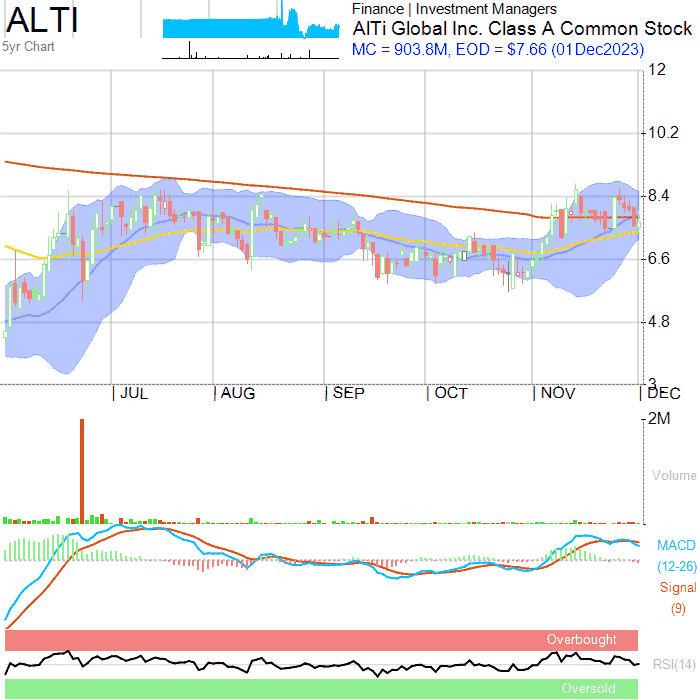 ALTI
5yr Chart
Finance | Investment Managers
AlTi Global Inc. Class A Common Stock
MC = 903.8M, EOD = $7.66 (01Dec2023)
12
10.2
8.4
6.6
4.8
3
JUL AUG SEP OCT NOV DEC
2M
Volume
MACD
(12-26)
Signal
(9)
Overbought
RSI(14)
Oversold